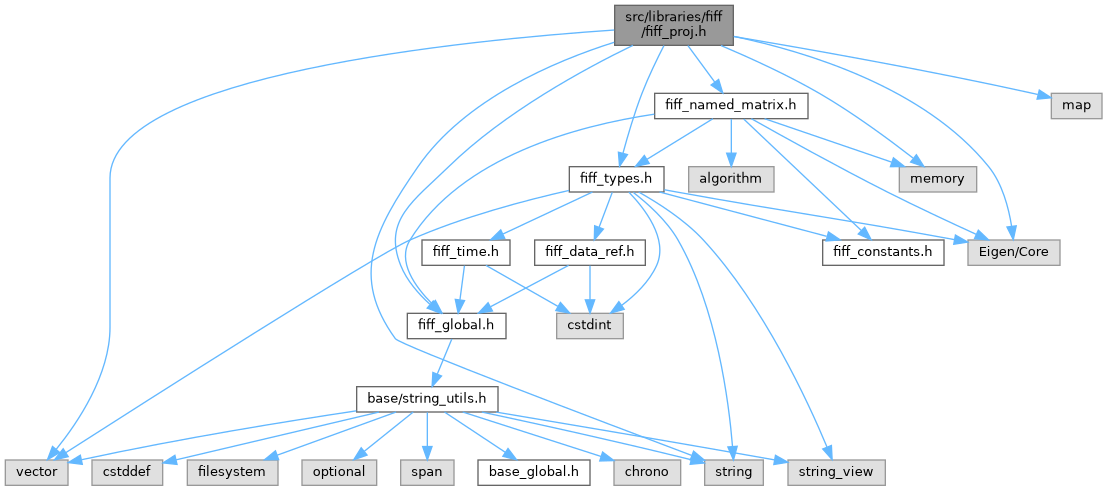 src/libraries/fiff
/fiff_proj.h
fiff_named_matrix.h
map
fiff_types.h
algorithm
memory
fiff_time.h
fiff_data_ref.h
fiff_constants.h
Eigen/Core
fiff_global.h
cstdint
base/string_utils.h
vector
cstddef
filesystem
optional
span
base_global.h
chrono
string
string_view